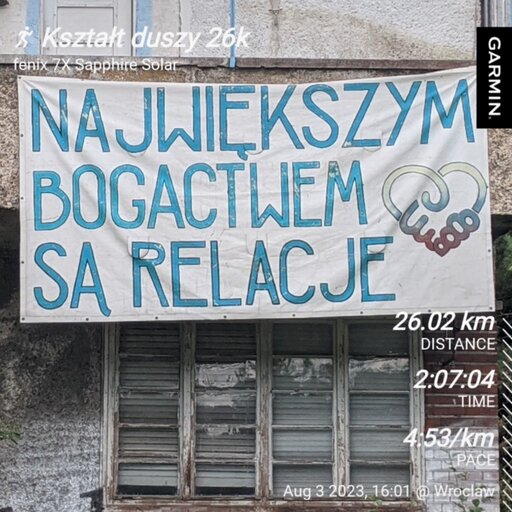 Kształt duszy 26k
fenix 7X Sapphire Solar
GARMIN
NAJWIĘKSZYM
BOGACTWEM
SĄ RELACJE
26.02 km
DISTANCE
2:07:04
TIME
4:53/km
PACE
Aug 3 2023, 16:01 @ Wroclaw